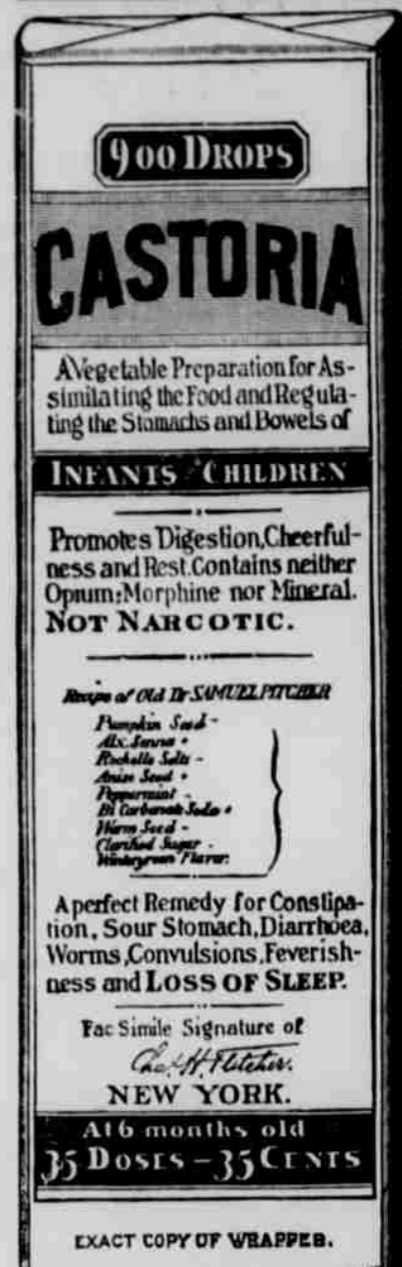 900 DROPS
CASTORIA
A Vegetable Preparation for As-
similating the Food and Regula-
ting the Stomachs and Bowels of
INFANTS CHILDREN
Promotes Digestion, Cheerful-
ness and Rest. Contains neither
Opium, Morphine nor Mineral.
NOT NARCOTIC.
Recipe of Old Dr SAMUEL PITCHER
Pumpkin Seed -
Alx. Senna +
Rochelle Salts -
Anise Seed +
Peppermint -
Bi Carbonate Soda +
Worm Seed -
Clarified Sugar -
Wintergreen Flavor.
A perfect Remedy for Constipa-
tion, Sour Stomach, Diarrhoea,
Worms, Convulsions, Feverish-
ness and LOSS OF SLEEP.
Fac Simile Signature of
Chas. H. Fletcher.
NEW YORK.
At 6 months old
35 DOSES - 35 CENTS
EXACT COPY OF WRAPPER.